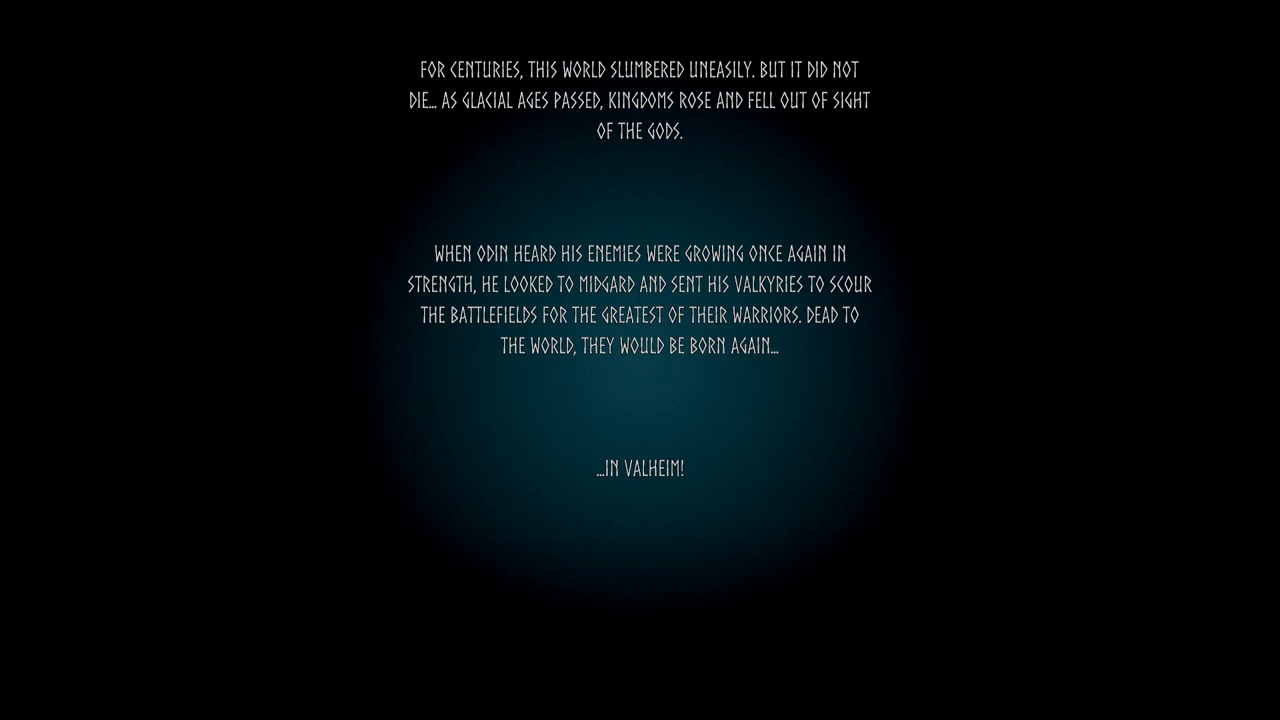 FOR CENTURIES, THIS WORLD SLUMBERED UNEASILY. BUT IT DID NOT
DIE... AS GLACIAL AGES PASSED, KINGDOMS ROSE AND FELL OUT OF SIGHT
OF THE GODS.
WHEN ODIN HEARD HIS ENEMIES WERE GROWING ONCE AGAIN IN
STRENGTH, HE LOOKED TO MIDGARD AND SENT HIS VALKYRIES TO SCOUR
THE BATTLEFIELDS FOR THE GREATEST OF THEIR WARRIORS. DEAD TO
THE WORLD, THEY WOULD BE BORN AGAIN...
...IN VALHEIM!